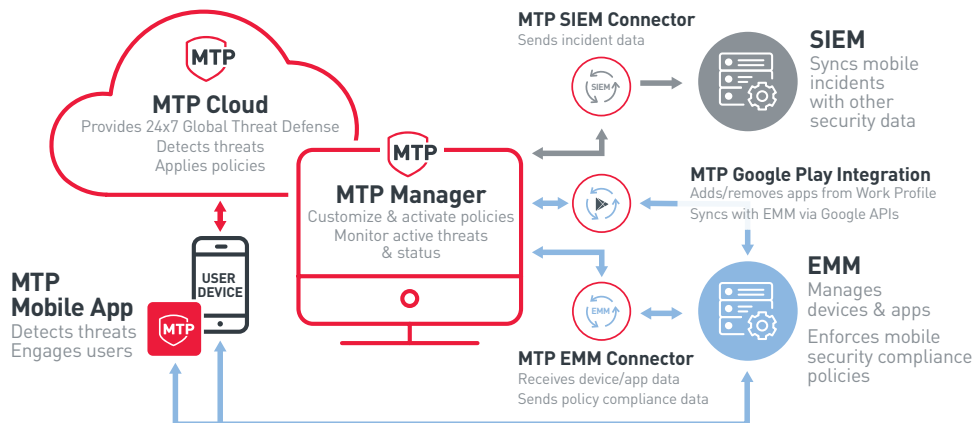 MTP
MTP Cloud
Provides 24x7 Global Threat Defense
Detects threats
Applies policies
MTP
MTP Manager
Customize & activate policies
Monitor active threats
& status
MTP SIEM Connector
Sends incident data
SIEM
SIEM
Syncs mobile
incidents
with other
security data
MTP Google Play Integration
Adds/removes apps from Work Profile
Syncs with EMM via Google APIs
USER
DEVICE
MTP
Mobile App
Detects threats
Engages users
MTP
EMM
MTP EMM Connector
Receives device/app data
Sends policy compliance data
EMM
Manages
devices & apps
Enforces mobile
security compliance
policies